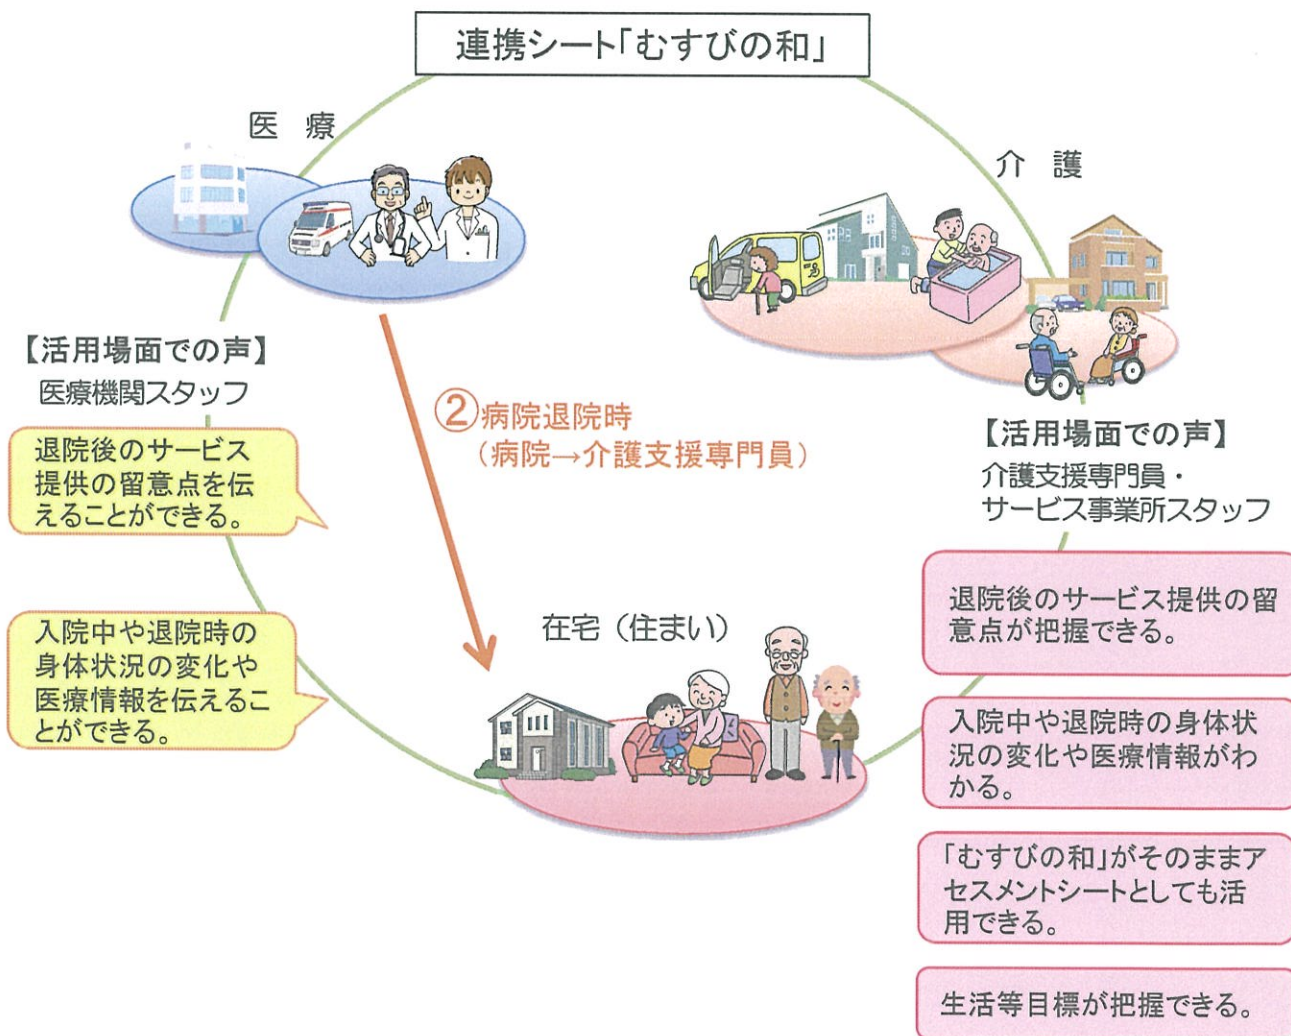 連携シート「むすびの和」
医 療
介 護
【活用場面での声】
医療機関スタッフ
退院後のサービス
提供の留意点を伝
えることができる。
入院中や退院時の
身体状況の変化や
医療情報を伝えるこ
とができる。
②病院退院時
(病院→介護支援専門員)
在宅（住まい）
【活用場面での声】
介護支援専門員・
サービス事業所スタッフ
退院後のサービス提供の留
意点が把握できる。
入院中や退院時の身体状
況の変化や医療情報がわ
かる。
「むすびの和」がそのままア
セスメントシートとしても活
用できる。
生活等目標が把握できる。